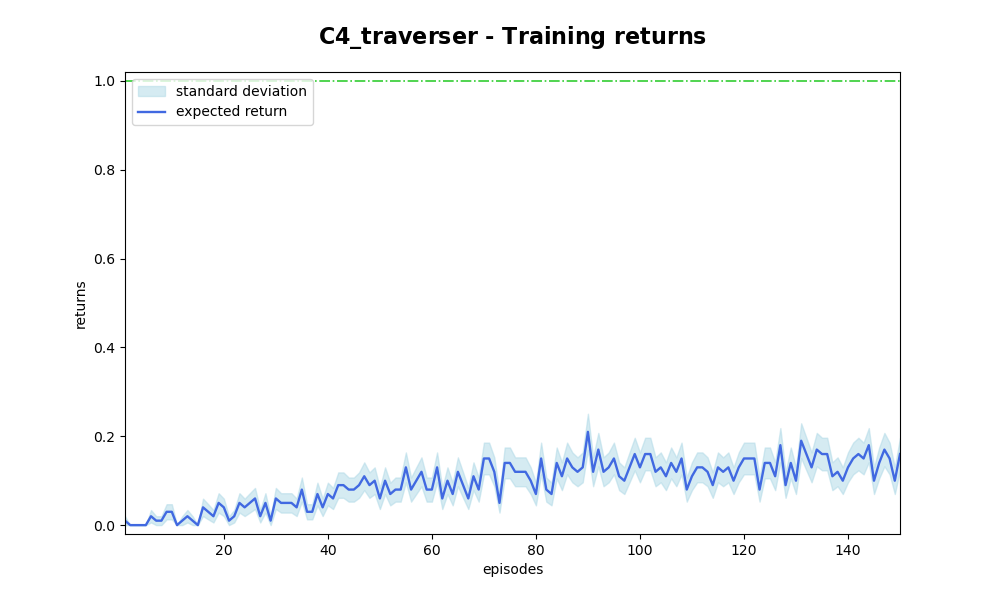 C4_traverser - Training returns
1.0
standard deviation
expected return
0.8
0.6
0.4
0.2
0.0
returns
20 40 60 80 100 120 140
episodes